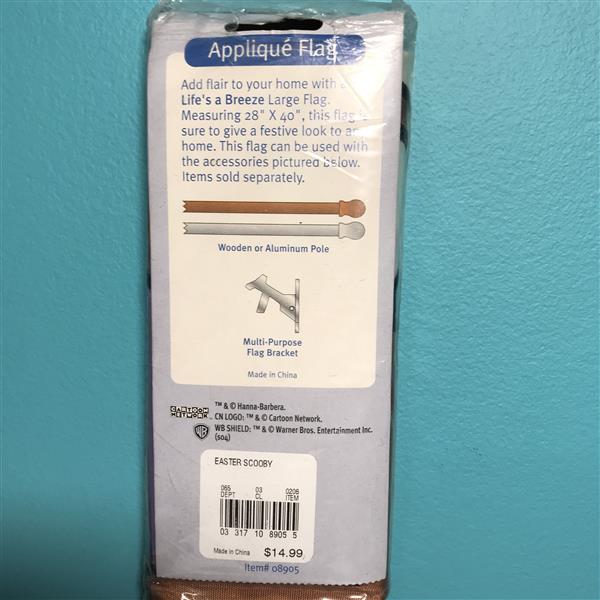 Appliqué Flag
Add flair to your home with a
Life's a Breeze Large Flag.
Measuring 28" X 40", this flag is
sure to give a festive look to any
home. This flag can be used with
the accessories pictured below.
Items sold separately.
Wooden or Aluminum Pole
Multi-Purpose
Flag Bracket
Made in China
™ & © Hanna-Barbera.
CARTOON NETWORK CN LOGO: ™ & © Cartoon Network.
WB WB SHIELD: ™ & © Warner Bros. Entertainment Inc.
(s04)
EASTER SCOOBY
065 03 0206
DEPT CL ITEM
03 317 10 8905 5
Made in China $14.99
Item# 08905